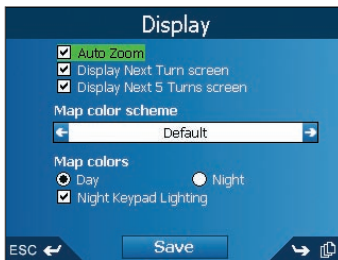 Display
Auto Zoom
Display Next Turn screen
Display Next 5 Turns screen
Map color scheme
Default
Map colors
Day Night
Night Keypad Lighting
ESC Save